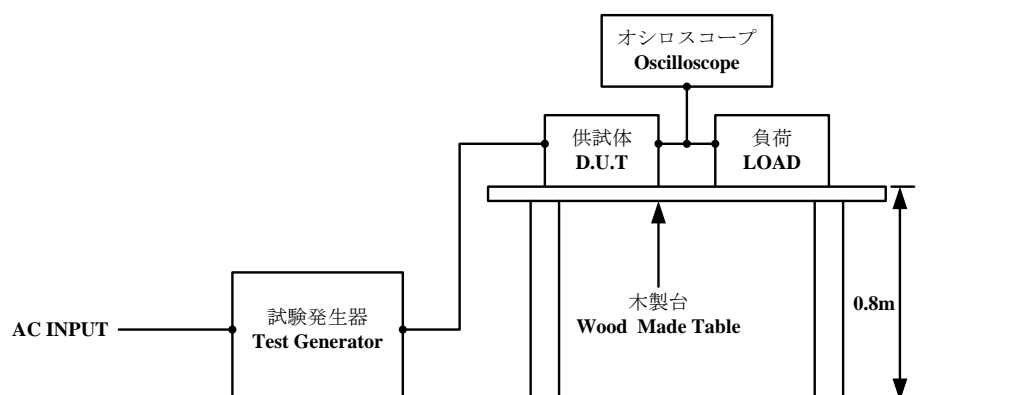 オシロスコープ
Oscilloscope
供試体
D.U.T
負荷
LOAD
試験発生器
Test Generator
AC INPUT
木製台
Wood Made Table
0.8m